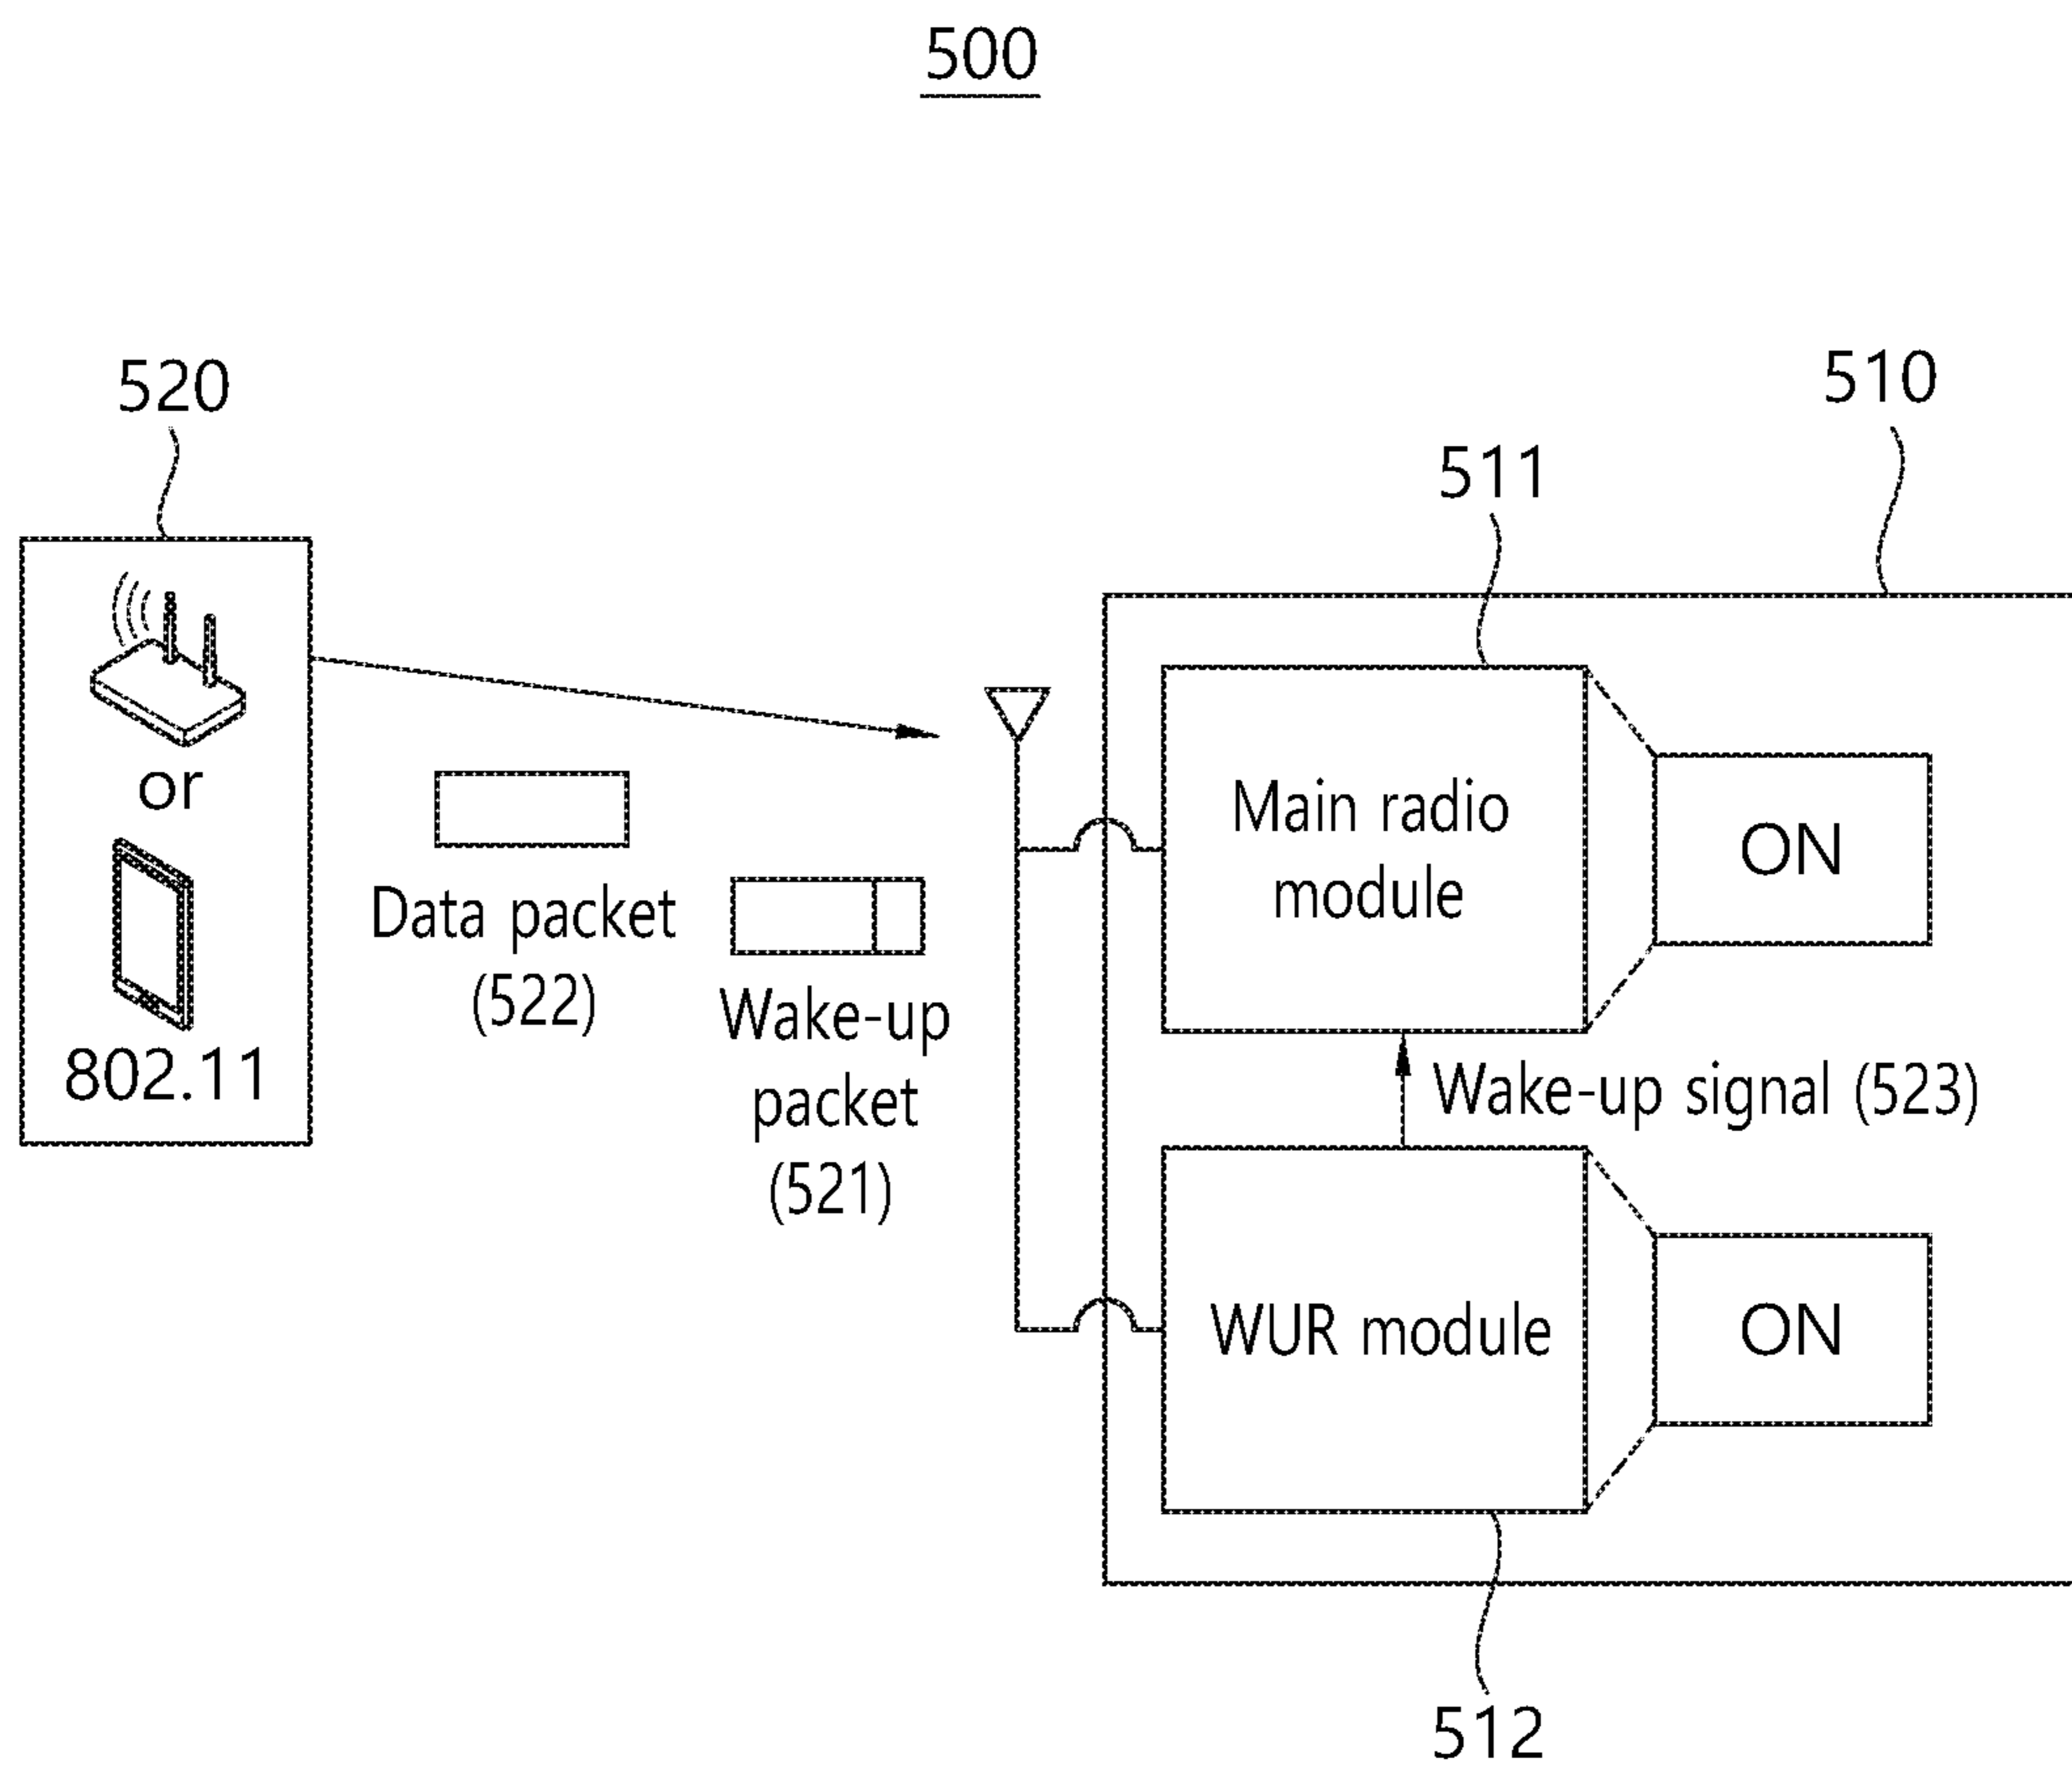 500
520
510
511
or
802.11
Data packet
(522)
Wake-up
packet
(521)
Main radio
module
ON
Wake-up signal (523)
WUR module
ON
512